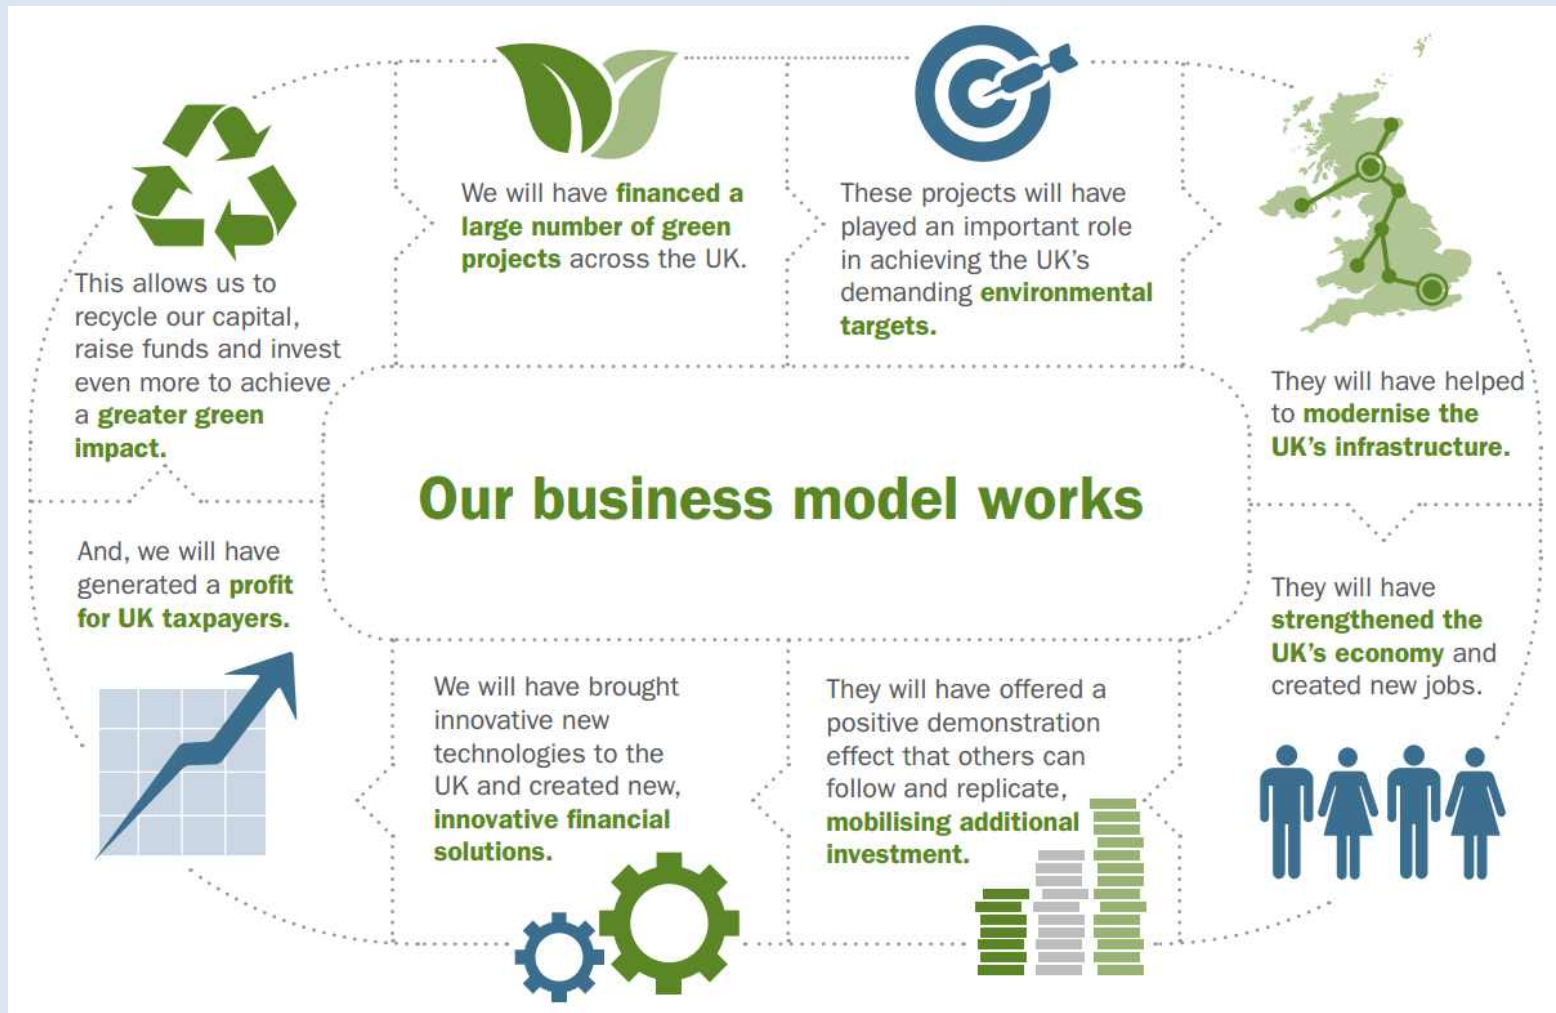 We will have financed a
large number of green
projects across the UK.
These projects will have
played an important role
in achieving the UK's
demanding environmental
targets.
They will have helped
to modernise the
UK's infrastructure.
They will have
strengthened the
UK's economy and
created new jobs.
They will have offered a
positive demonstration
effect that others can
follow and replicate,
mobilising additional
investment.
We will have brought
innovative new
technologies to the
UK and created new,
innovative financial
solutions.
And, we will have
generated a profit
for UK taxpayers.
This allows us to
recycle our capital,
raise funds and invest
even more to achieve
a greater green
impact.
Our business model works